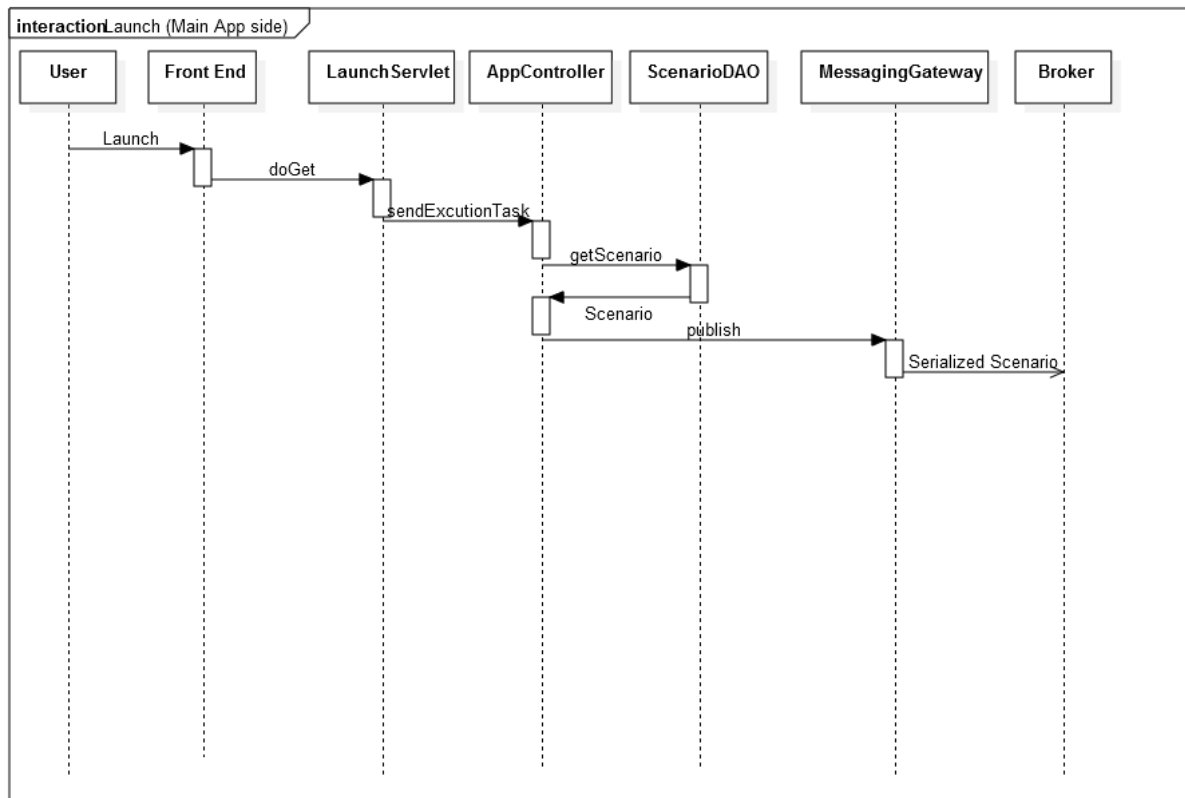 interactionLaunch (Main App side)
User
Front End
LaunchServlet
AppController
ScenarioDAO
MessagingGateway
Broker
Launch
doGet
sendExcutionTask
getScenario
Scenario
publish
Serialized Scenario